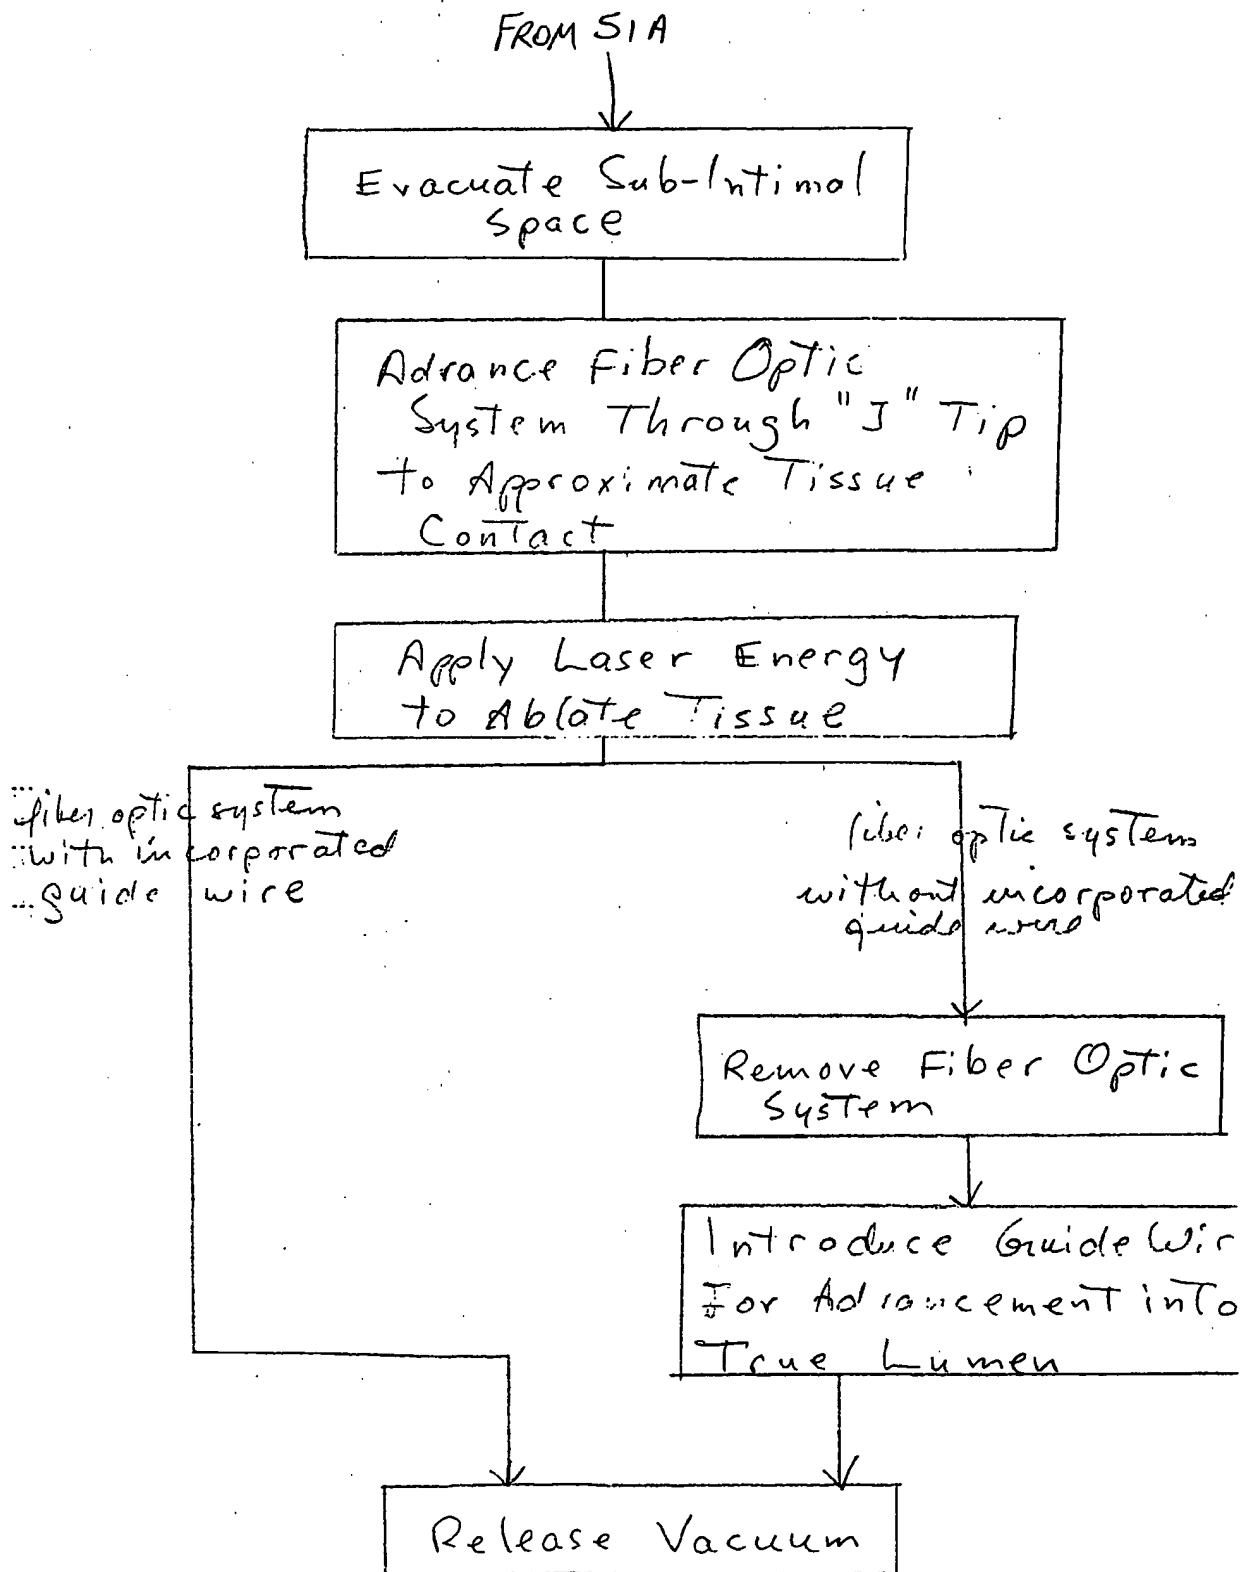 FROM 51A
Evacuate Sub-Intimal
Space
Advance Fiber Optic
System Through "J" Tip
to Approximate Tissue
Contact
Apply Laser Energy
to Ablate Tissue
fiber optic system
with incorporated
guide wire
fiber optic system
without incorporated
guide wire
Remove Fiber Optic
System
Introduce Guide Wir
For Advancement into
True Lumen
Release Vacuum